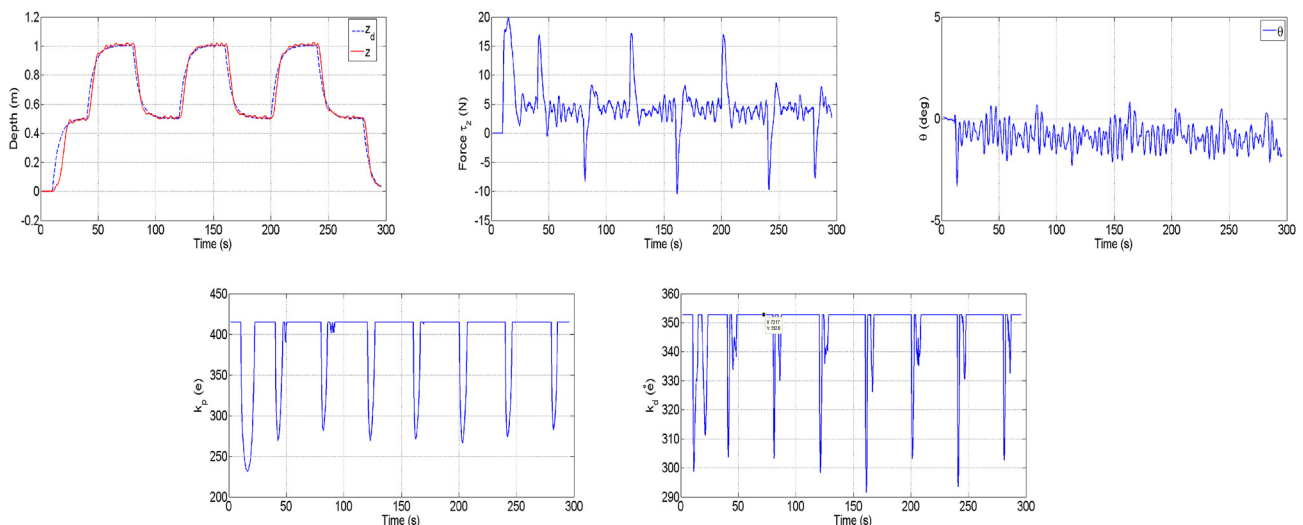 1.2
1
0.8
0.6
0.4
0.2
0
-0.2
Depth (m)
0 50 100 150 200 250 300
Time (s)
z_d
z
25
20
15
10
5
0
-5
-10
-15
Force τ_z (N)
0 50 100 150 200 250 300
Time (s)
5
0
-5
θ (deg)
0 50 100 150 200 250 300
Time (s)
θ
450
400
350
300
250
200
k_p (e)
0 50 100 150 200 250 300
Time (s)
360
350
340
330
320
310
300
290
k_d (ė)
0 50 100 150 200 250 300
Time (s)